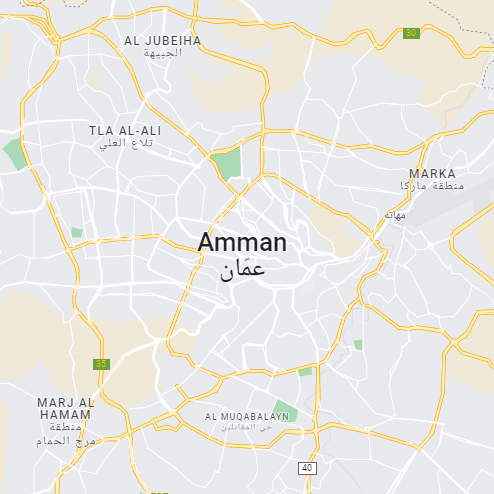 30
AL JUBEIHA
الجبيهة
TLA AL-ALI
تلاع العلي
MARKA
منطقة ماركا
مهاته
Amman
عمّان
35
MARJ AL
HAMAM
منطقة
مرج الحمام
AL MUQABALAYN
حي المقابلين
40